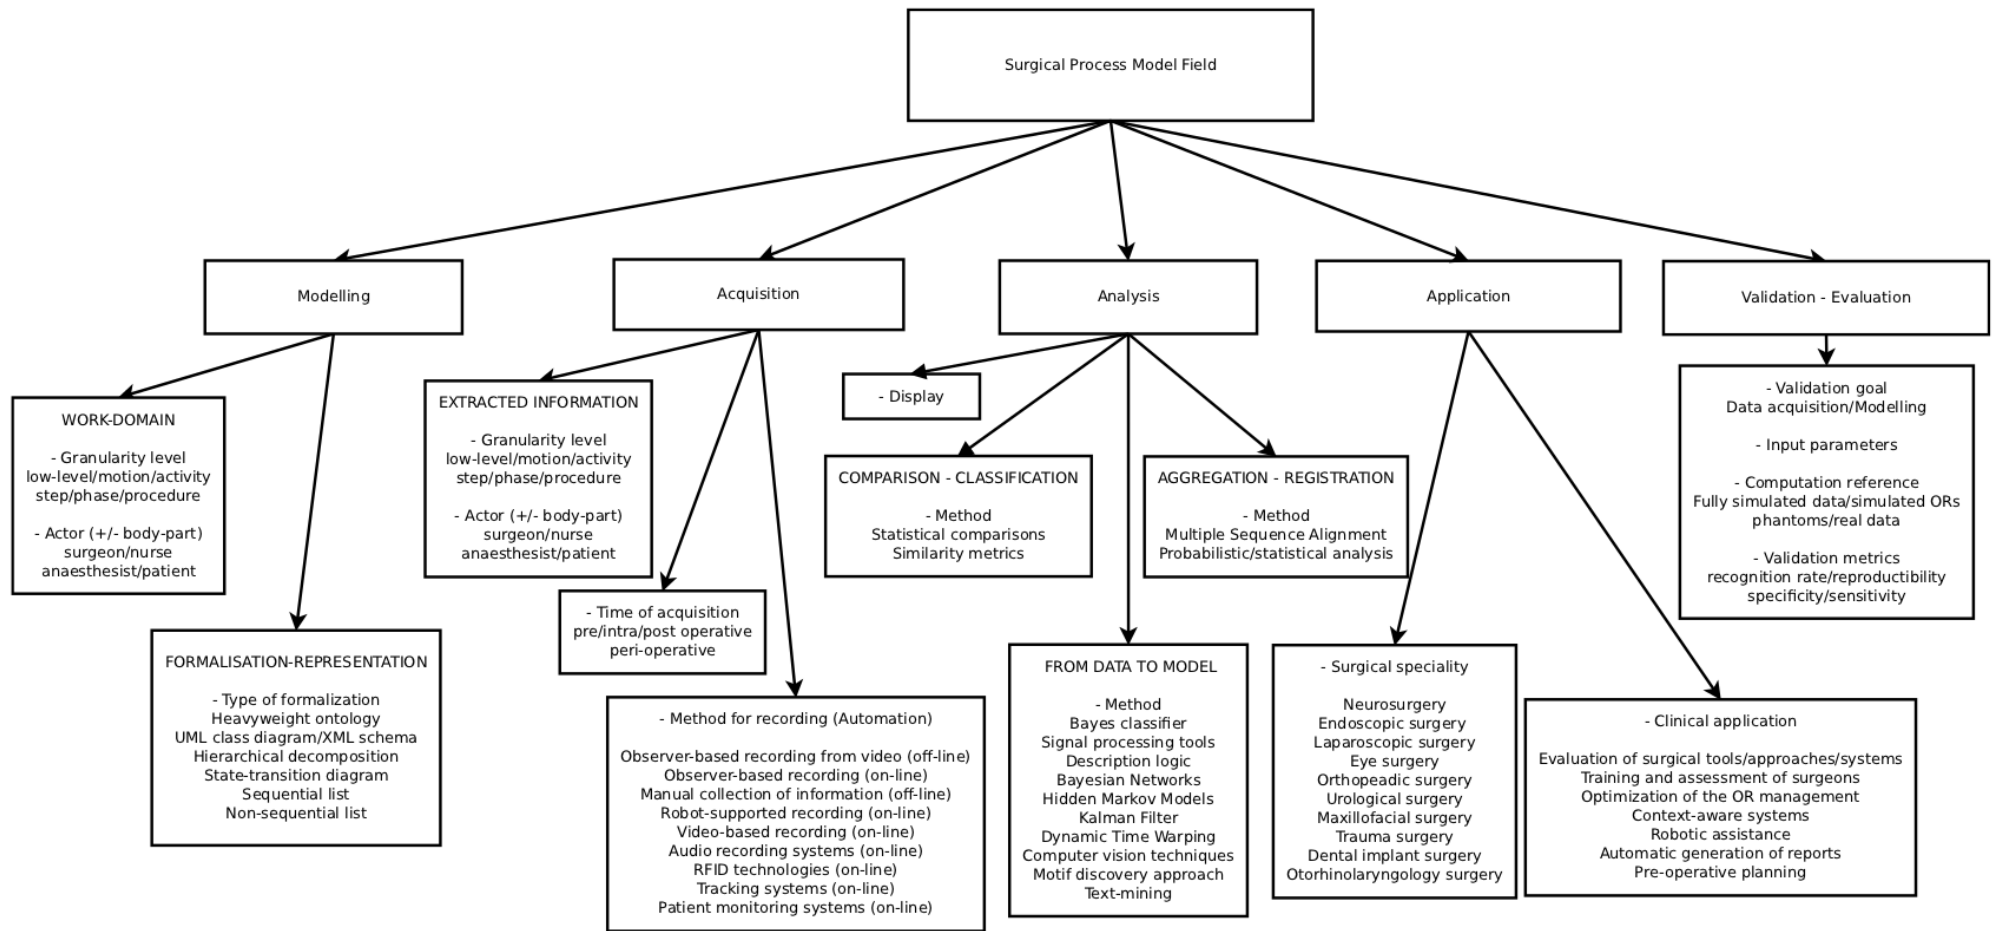 Surgical Process Model Field
Modelling
Acquisition
Analysis
Application
Validation - Evaluation
WORK-DOMAIN
- Granularity level
low-level/motion/activity
step/phase/procedure
- Actor (+/- body-part)
surgeon/nurse
anaesthesist/patient
FORMALISATION-REPRESENTATION
- Type of formalization
Heavyweight ontology
UML class diagram/XML schema
Hierarchical decomposition
State-transition diagram
Sequential list
Non-sequential list
EXTRACTED INFORMATION
- Granularity level
low-level/motion/activity
step/phase/procedure
- Actor (+/- body-part)
surgeon/nurse
anaesthesist/patient
- Time of acquisition
pre/intra/post operative
peri-operative
- Method for recording (Automation)
Observer-based recording from video (off-line)
Observer-based recording (on-line)
Manual collection of information (off-line)
Robot-supported recording (on-line)
Video-based recording (on-line)
Audio recording systems (on-line)
RFID technologies (on-line)
Tracking systems (on-line)
Patient monitoring systems (on-line)
- Display
COMPARISON - CLASSIFICATION
- Method
Statistical comparisons
Similarity metrics
AGGREGATION - REGISTRATION
- Method
Multiple Sequence Alignment
Probabilistic/statistical analysis
FROM DATA TO MODEL
- Method
Bayes classifier
Signal processing tools
Description logic
Bayesian Networks
Hidden Markov Models
Kalman Filter
Dynamic Time Warping
Computer vision techniques
Motif discovery approach
Text-mining
- Surgical speciality
Neurosurgery
Endoscopic surgery
Laparoscopic surgery
Eye surgery
Orthopeadic surgery
Urological surgery
Maxillofacial surgery
Trauma surgery
Dental implant surgery
Otorhinolaryngology surgery
- Clinical application
Evaluation of surgical tools/approaches/systems
Training and assessment of surgeons
Optimization of the OR management
Context-aware systems
Robotic assistance
Automatic generation of reports
Pre-operative planning
- Validation goal
Data acquisition/Modelling
- Input parameters
- Computation reference
Fully simulated data/simulated ORs
phantoms/real data
- Validation metrics
recognition rate/reproductibility
specificity/sensitivity